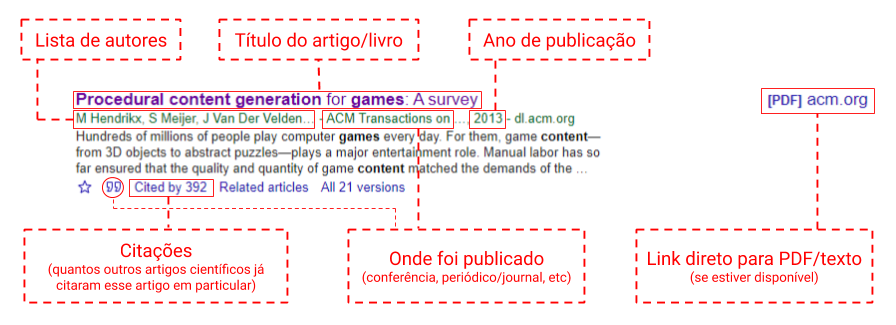 Lista de autores
Título do artigo/livro
Ano de publicação
Procedural content generation for games: A survey
[PDF] acm.org
M Hendrikx, S Meijer, J Van Der Velden… - ACM Transactions on …, 2013 - dl.acm.org
Hundreds of millions of people play computer games every day. For them, game content—
from 3D objects to abstract puzzles—plays a major entertainment role. Manual labor has so
far ensured that the quality and quantity of game content matched the demands of the …
Cited by 392 Related articles All 21 versions
Citações
(quantos outros artigos científicos já
citaram esse artigo em particular)
Onde foi publicado
(conferência, periódico/journal, etc)
Link direto para PDF/texto
(se estiver disponível)